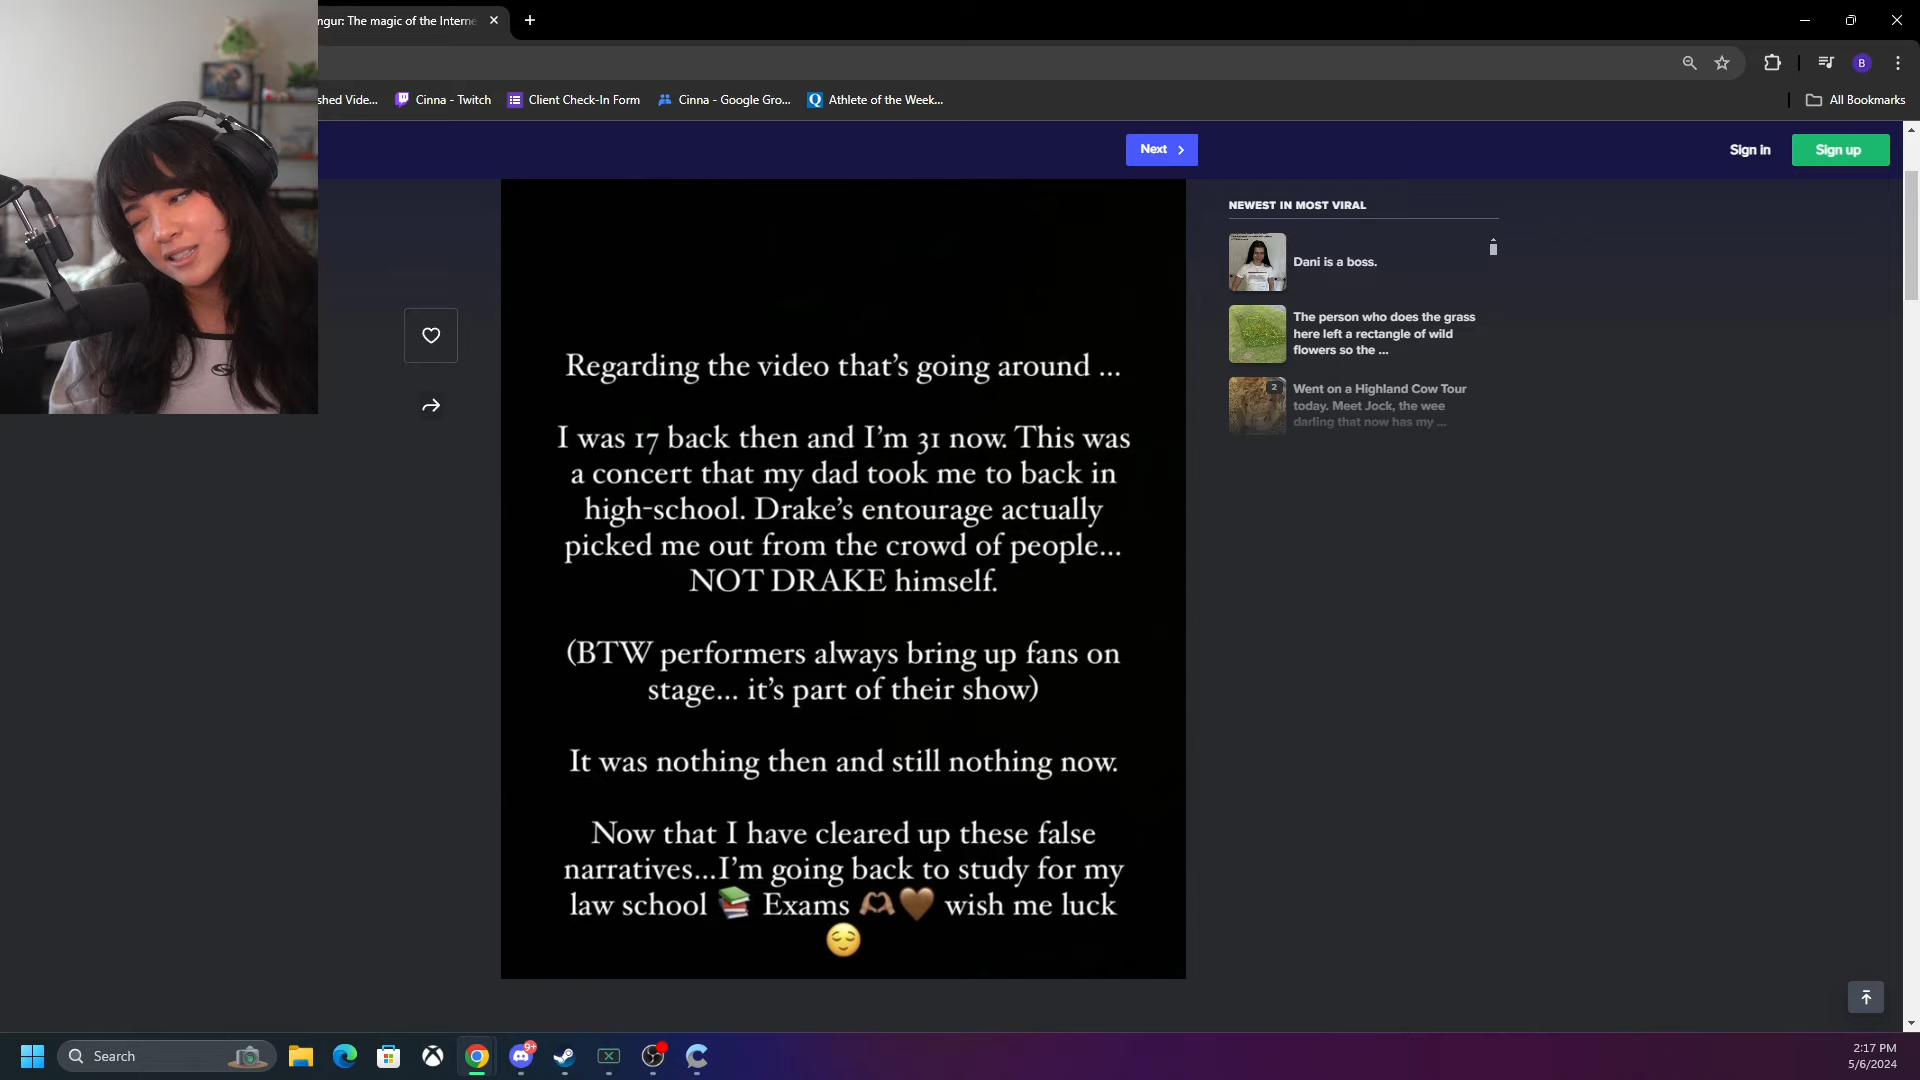 ngur: The magic of the Interne
B
shed Vide...
Cinna - Twitch
Client Check-In Form
Cinna - Google Gro...
Athlete of the Week...
All Bookmarks
Next
Sign in
Sign up
NEWEST IN MOST VIRAL
Dani is a boss.
The person who does the grass
here left a rectangle of wild
flowers so the ...
2
Went on a Highland Cow Tour
today. Meet Jock, the wee
darling that now has my ...
Regarding the video that's going around ...
I was 17 back then and I'm 31 now. This was
a concert that my dad took me to back in
high-school. Drake's entourage actually
picked me out from the crowd of people...
NOT DRAKE himself.
(BTW performers always bring up fans on
stage... it's part of their show)
It was nothing then and still nothing now.
Now that I have cleared up these false
narratives...I'm going back to study for my
law school 📚 Exams 🫶🏾🤎 wish me luck
😌
Search
9+
2:17 PM
5/6/2024